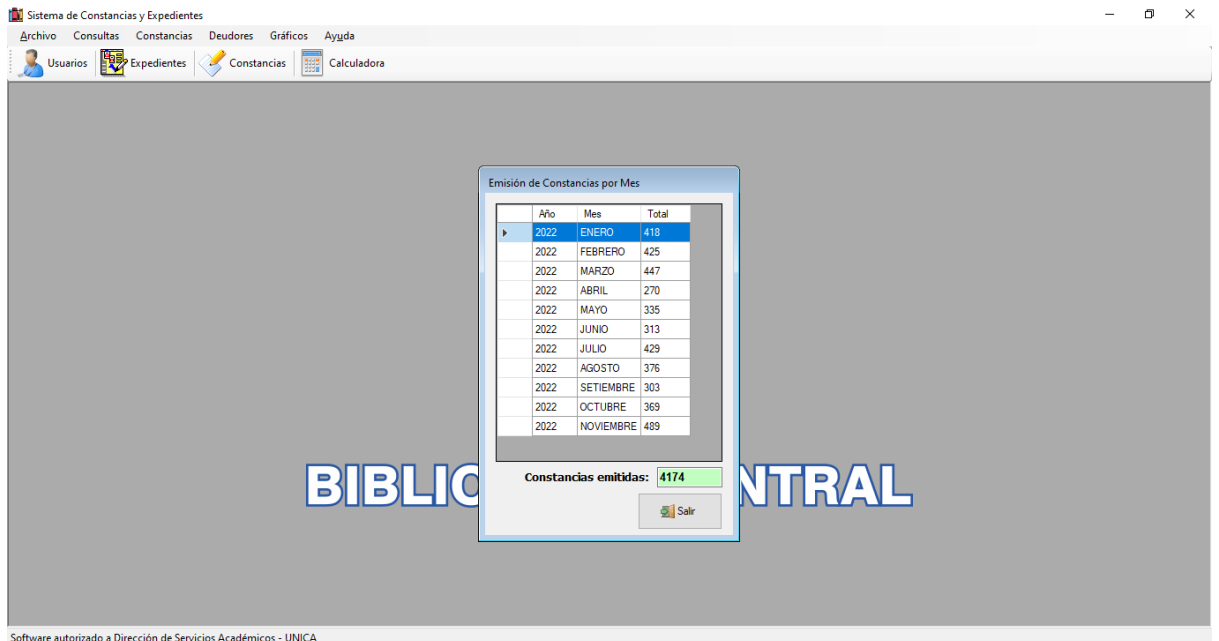 Sistema de Constancias y Expedientes
Archivo Consultas Constancias Deudores Gráficos Ayuda
Usuarios Expedientes Constancias Calculadora
Emisión de Constancias por Mes
Año Mes Total
2022 ENERO 418
2022 FEBRERO 425
2022 MARZO 447
2022 ABRIL 270
2022 MAYO 335
2022 JUNIO 313
2022 JULIO 429
2022 AGOSTO 376
2022 SETIEMBRE 303
2022 OCTUBRE 369
2022 NOVIEMBRE 489
Constancias emitidas: 4174
BIBLIO NTRAL
Salir
Software autorizado a Dirección de Servicios Académicos - UNICA